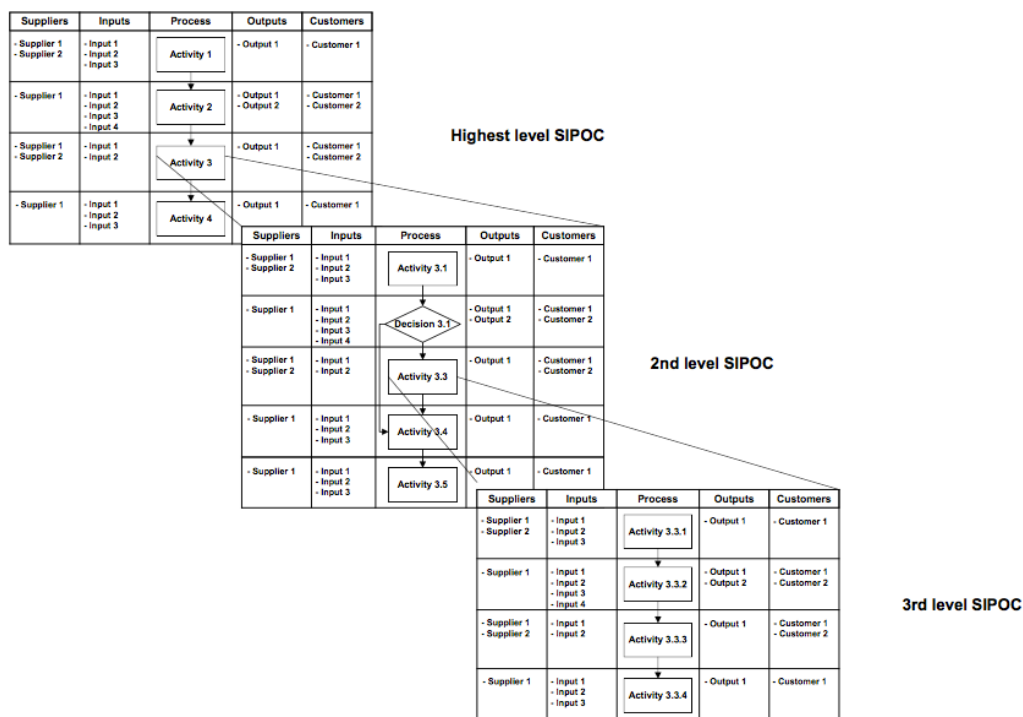 Suppliers Inputs Process Outputs Customers
- Supplier 1 - Input 1 Activity 1 - Output 1 - Customer 1
- Supplier 2 - Input 2
- Input 3
- Supplier 1 - Input 1 Activity 2 - Output 1 - Customer 1
- Input 2 - Output 2 - Customer 2
- Input 3
- Input 4
Highest level SIPOC
- Supplier 1 - Input 1 Activity 3 - Output 1 - Customer 1
- Supplier 2 - Input 2 - Customer 2
- Supplier 1 - Input 1 Activity 4 - Output 1 - Customer 1
- Input 2
- Input 3
Suppliers Inputs Process Outputs Customers
- Supplier 1 - Input 1 Activity 3.1 - Output 1 - Customer 1
- Supplier 2 - Input 2
- Input 3
- Supplier 1 - Input 1 Decision 3.1 - Output 1 - Customer 1
- Input 2 - Output 2 - Customer 2
- Input 3
- Input 4
2nd level SIPOC
- Supplier 1 - Input 1 Activity 3.3 - Output 1 - Customer 1
- Supplier 2 - Input 2 - Customer 2
- Supplier 1 - Input 1 Activity 3.4 - Output 1 - Customer 1
- Input 2
- Input 3
- Supplier 1 - Input 1 Activity 3.5 - Output 1 - Customer 1
- Input 2
- Input 3
Suppliers Inputs Process Outputs Customers
- Supplier 1 - Input 1 Activity 3.3.1 - Output 1 - Customer 1
- Supplier 2 - Input 2
- Input 3
- Supplier 1 - Input 1 Activity 3.3.2 - Output 1 - Customer 1
- Input 2 - Output 2 - Customer 2
- Input 3
- Input 4
3rd level SIPOC
- Supplier 1 - Input 1 Activity 3.3.3 - Output 1 - Customer 1
- Supplier 2 - Input 2 - Customer 2
- Supplier 1 - Input 1 Activity 3.3.4 - Output 1 - Customer 1
- Input 2
- Input 3